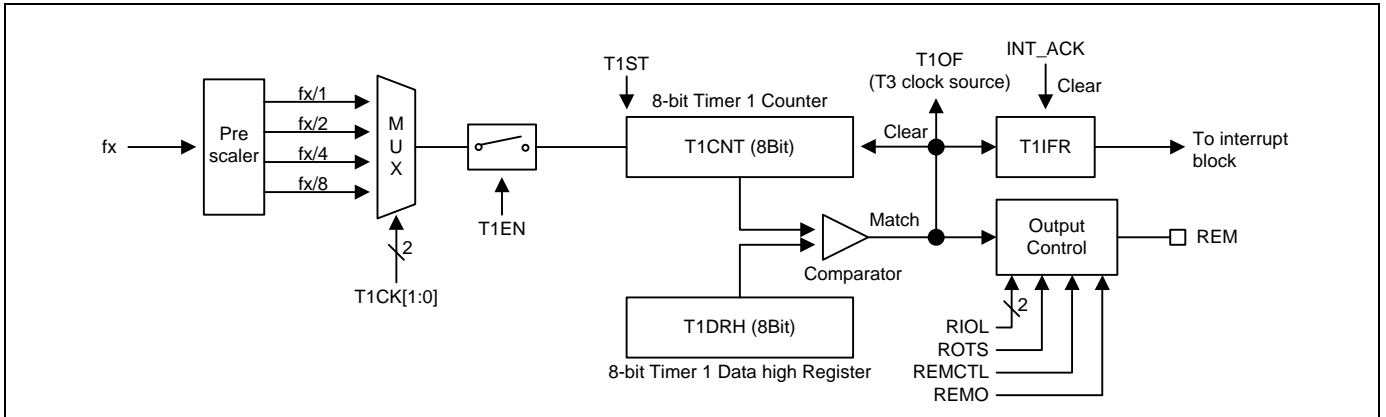 fx
Pre
scaler
fx/1
fx/2
fx/4
fx/8
M
U
X
2
T1CK[1:0]
T1EN
T1ST
8-bit Timer 1 Counter
T1CNT (8Bit)
Clear
T1OF
(T3 clock source)
INT_ACK
Clear
T1IFR
To interrupt
block
Match
Comparator
Output
Control
REM
T1DRH (8Bit)
8-bit Timer 1 Data high Register
2
RIOL
ROTS
REMCTL
REMO